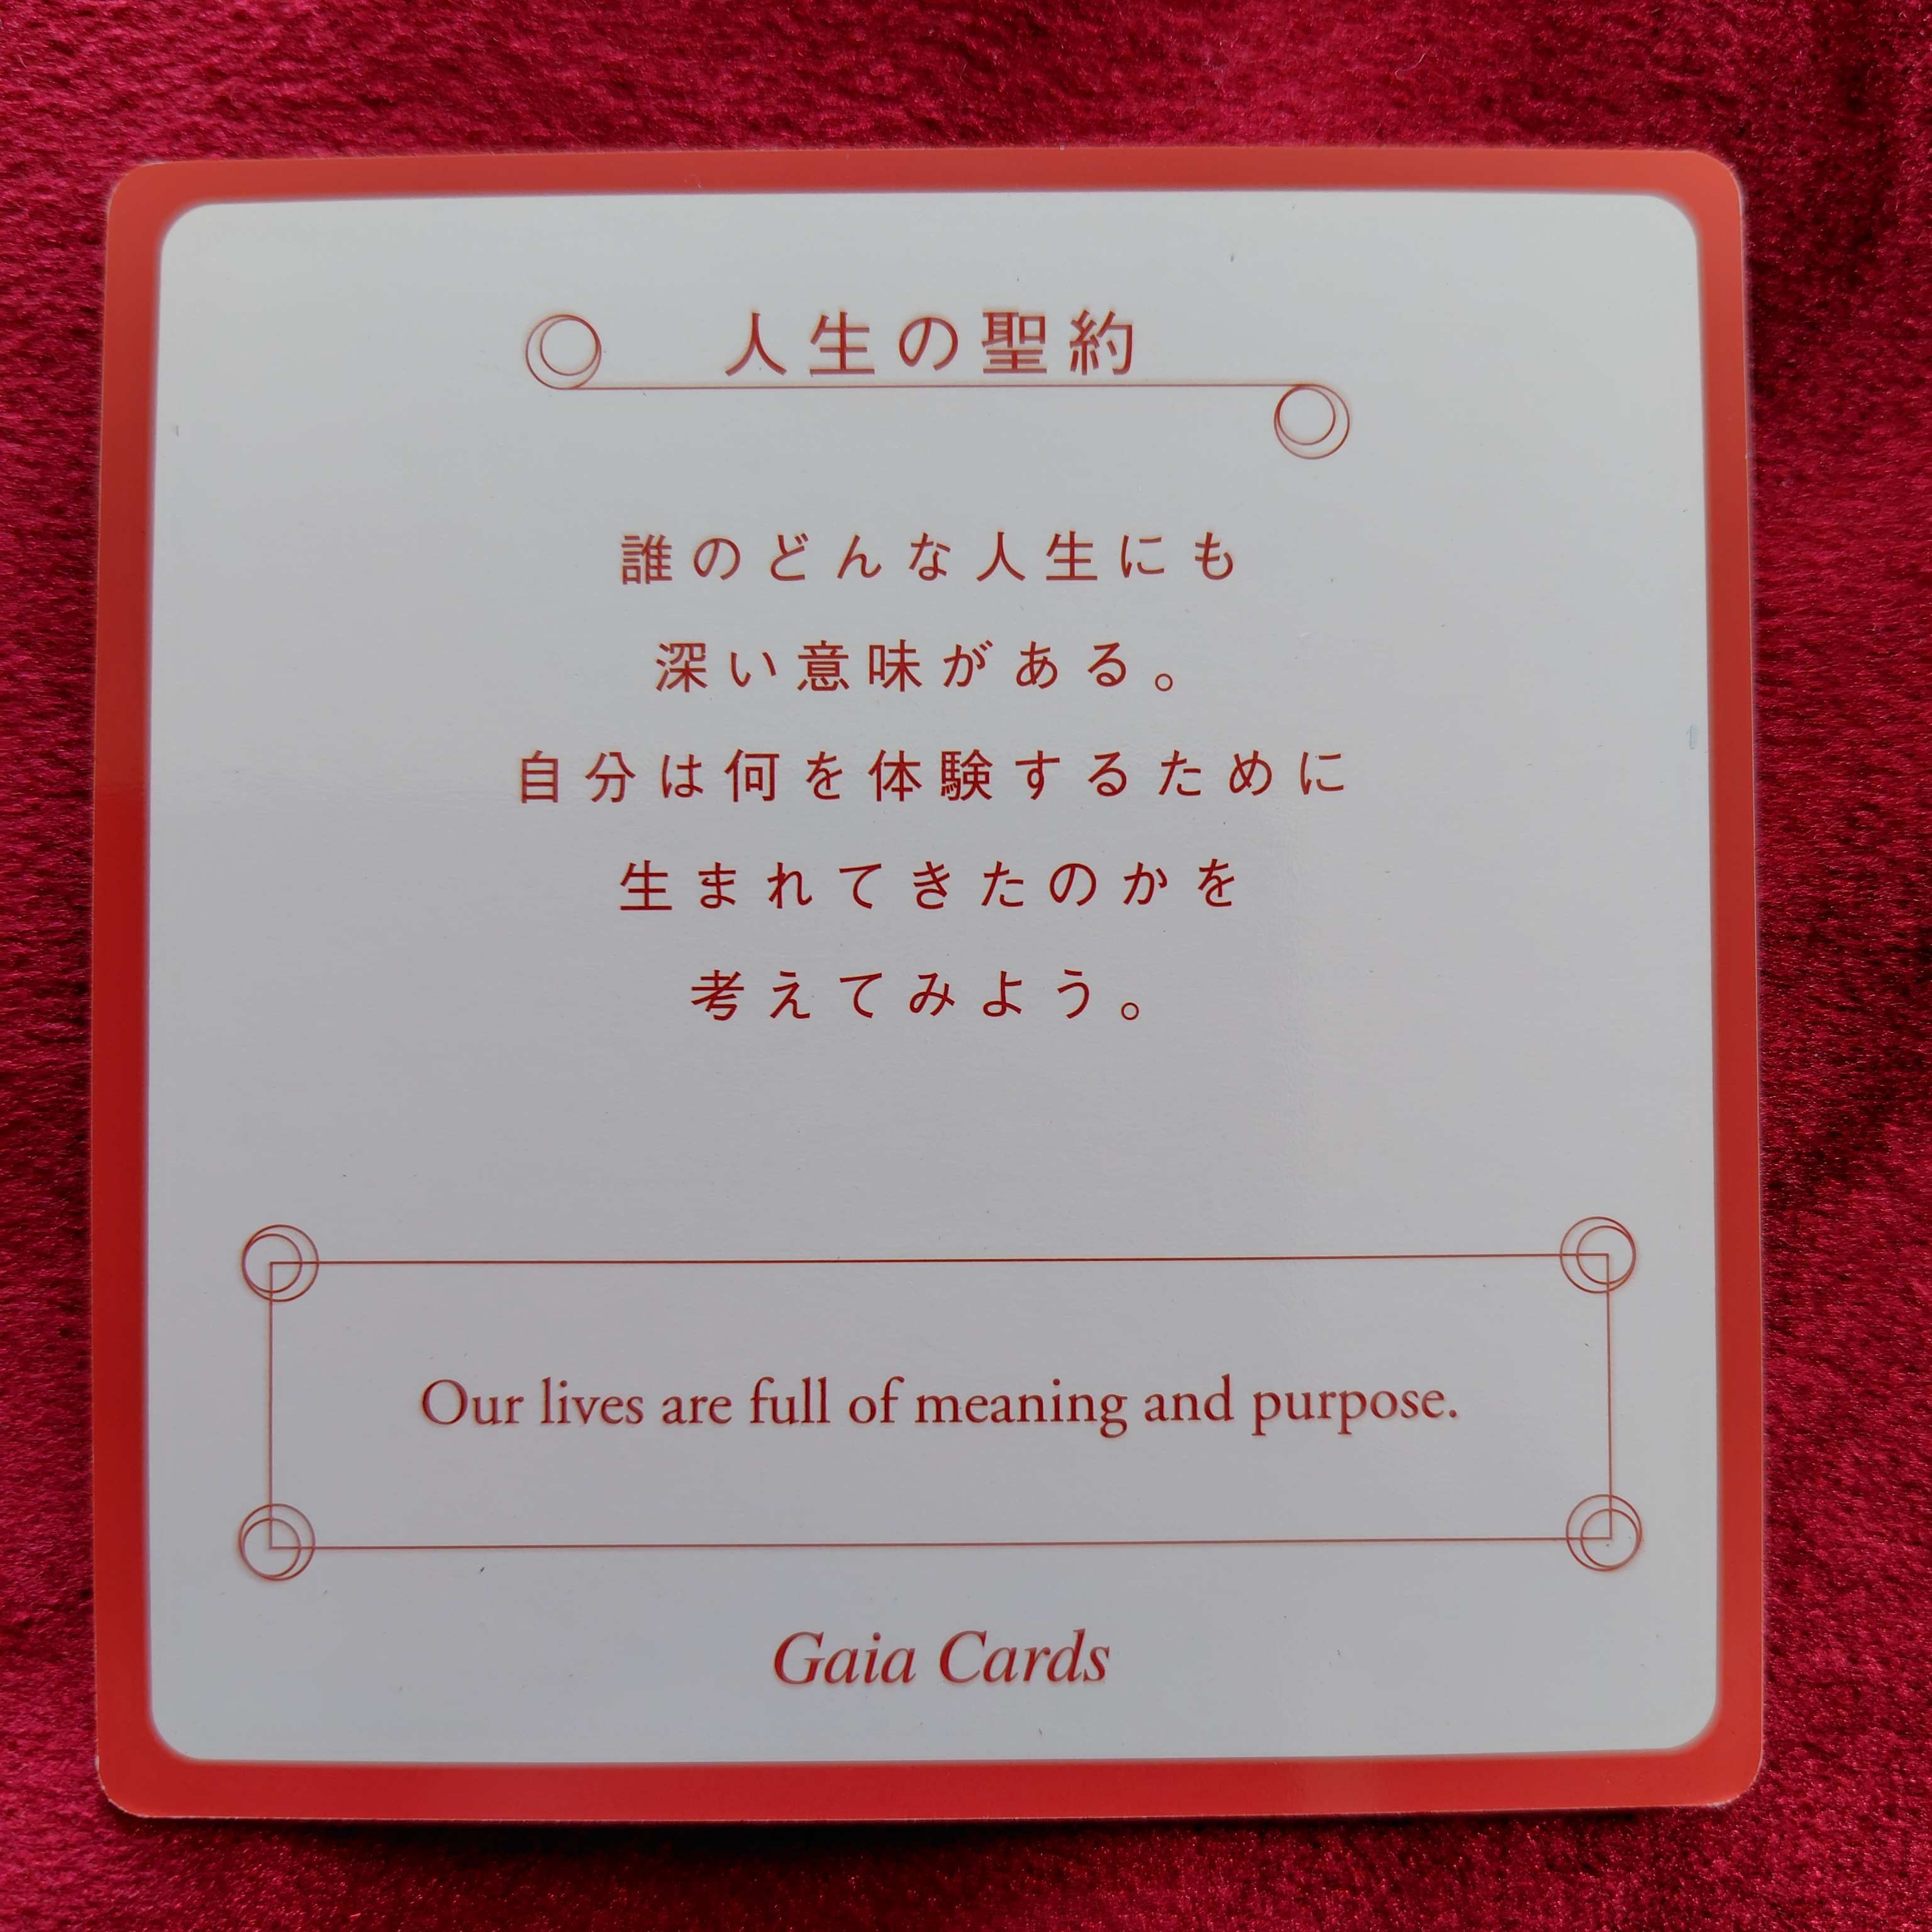 人生の聖約
誰のどんな人生にも
深い意味がある。
自分は何を体験するために
生まれてきたのかを
考えてみよう。
Our lives are full of meaning and purpose.
Gaia Cards